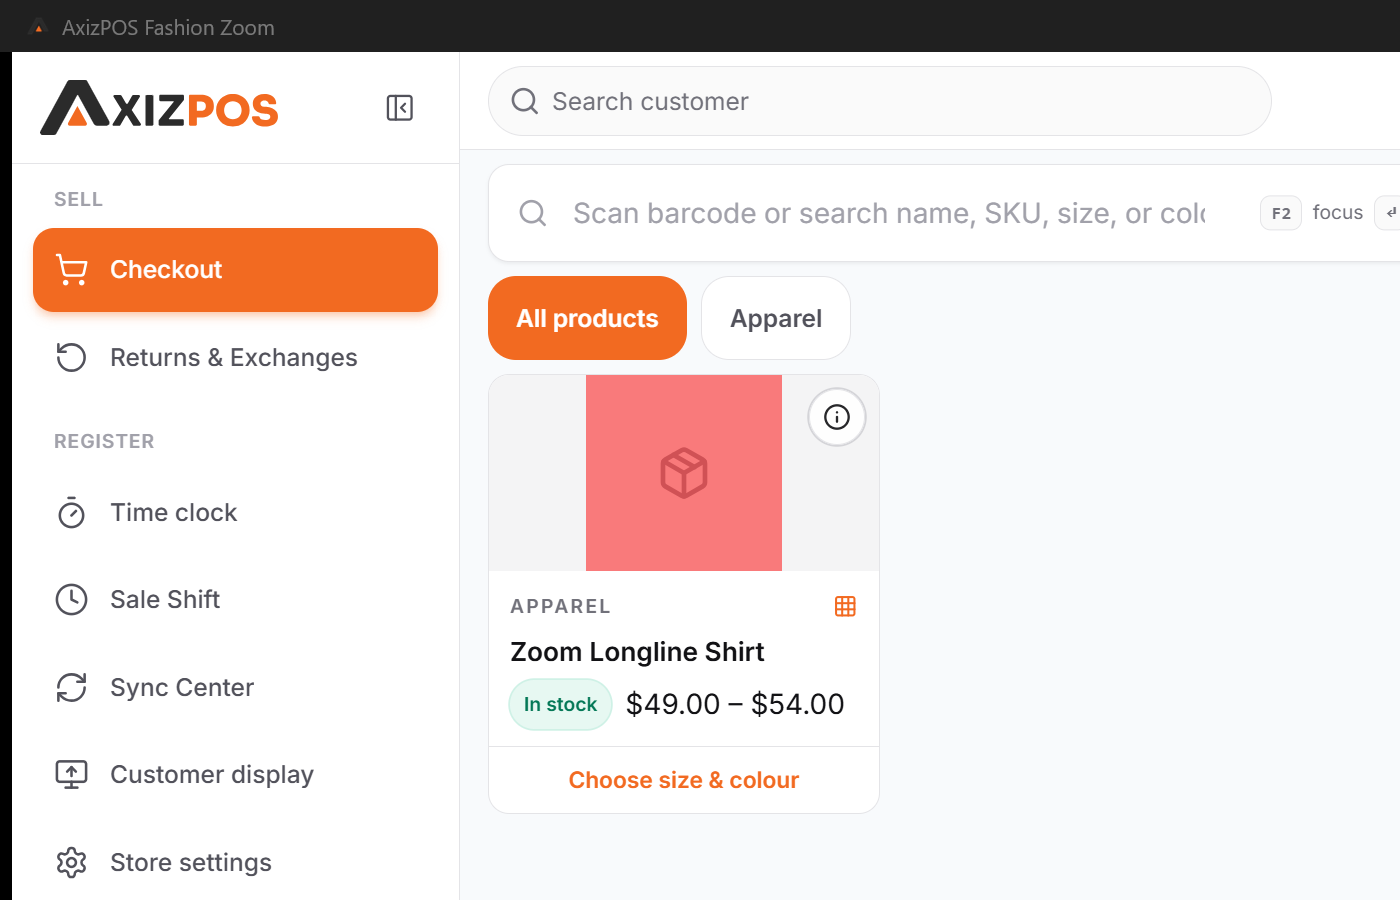 AxizPOS Fashion Zoom
AXIZPOS
Search customer
SELL
Scan barcode or search name, SKU, size, or colo
F2 focus
Checkout
All products
Apparel
Returns & Exchanges
REGISTER
Time clock
APPAREL
Sale Shift
Zoom Longline Shirt
Sync Center
In stock $49.00 – $54.00
Customer display
Choose size & colour
Store settings